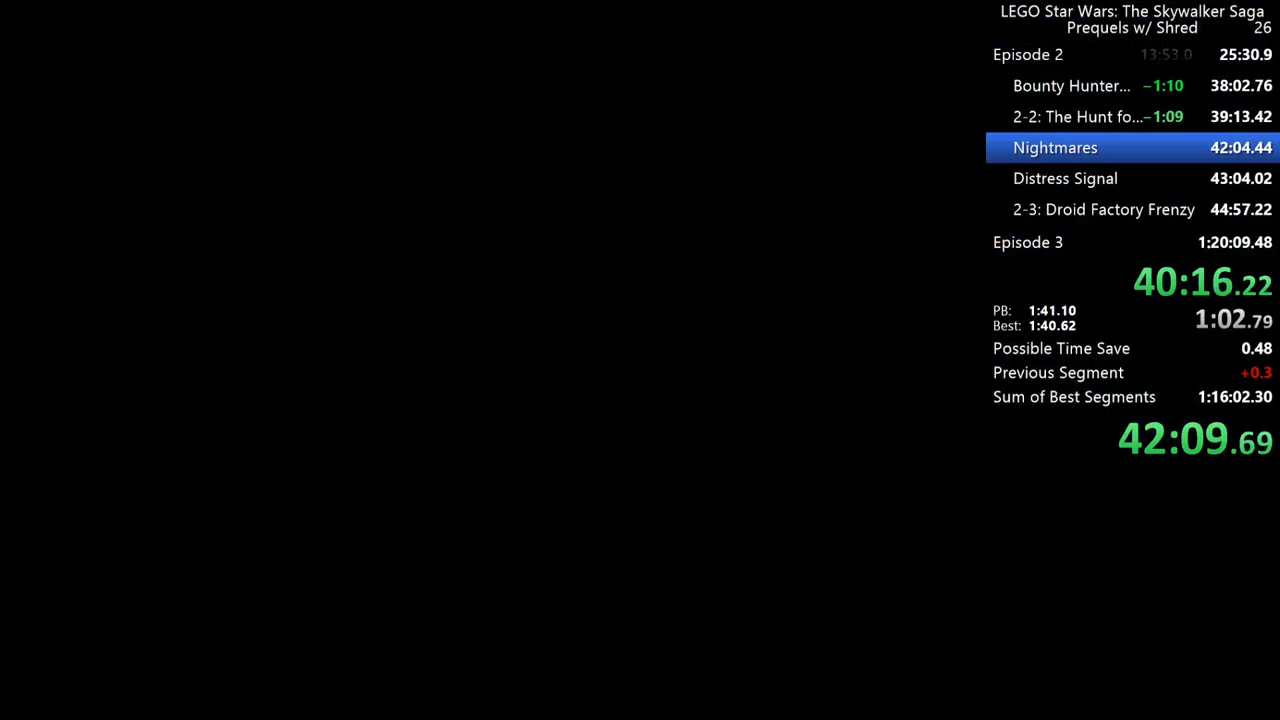 LEGO Star Wars: The Skywalker Saga
Prequels w/ Shred 26
Episode 2 13:53.0 25:30.9
Bounty Hunter... −1:10 38:02.76
2-2: The Hunt fo... −1:09 39:13.42
Nightmares 42:04.44
Distress Signal 43:04.02
2-3: Droid Factory Frenzy 44:57.22
Episode 3 1:20:09.48
40:16.22
PB: 1:41.10
Best: 1:40.62
1:02.79
Possible Time Save 0.48
Previous Segment +0.3
Sum of Best Segments 1:16:02.30
42:09.69